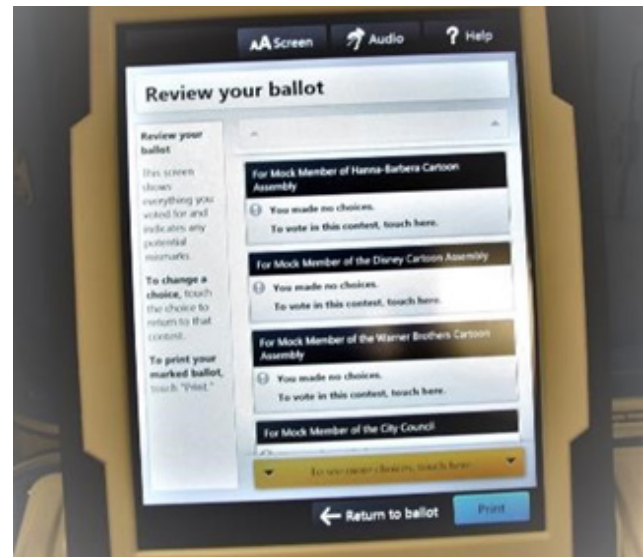 AA Screen
Audio
? Help
Review your ballot
Review your
ballot
This screen
shows
everything you
voted for and
indicates any
potential
mismarks.
To change a
choice, touch
the choice to
return to that
contest.
To print your
marked ballot,
touch "Print."
For Mock Member of Hanna-Barbera Cartoon
Assembly
You made no choices.
To vote in this contest, touch here.
For Mock Member of the Disney Cartoon Assembly
You made no choices.
To vote in this contest, touch here.
For Mock Member of the Warner Brothers Cartoon
Assembly
You made no choices.
To vote in this contest, touch here.
For Mock Member of the City Council
To see more choices, touch here.
Return to ballot
Print